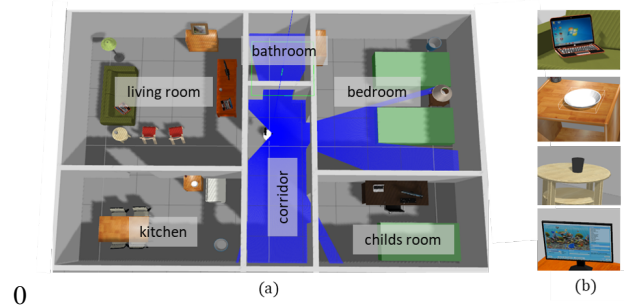 bathroom
living room
bedroom
corridor
kitchen
childs room
0
(a)
(b)